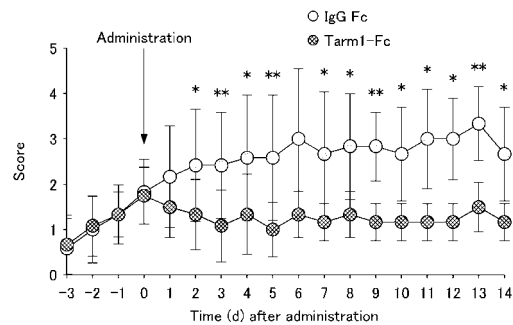 IgG Fc
Tarm1-Fc
Administration
5
4
3
2
1
0
Score
* ** * ** * * ** * * * ** *
-3 -2 -1 0 1 2 3 4 5 6 7 8 9 10 11 12 13 14
Time (d) after administration